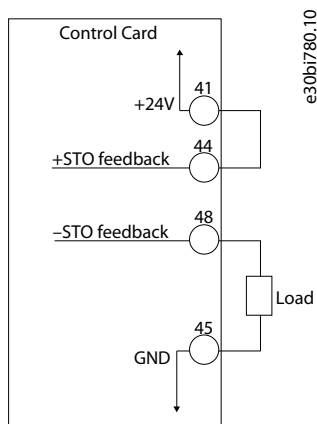 Control Card
e30bi780.10
41
+24V
44
+STO feedback
48
–STO feedback
Load
45
GND